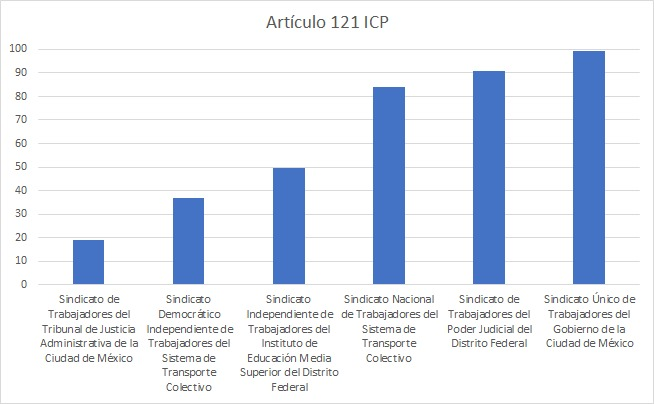 Artículo 121 ICP
100
90
80
70
60
50
40
30
20
10
0
Sindicato de
Trabajadores del
Tribunal de Justicia
Administrativa de la
Ciudad de México
Sindicato
Democrático
Independiente de
Trabajadores del
Sistema de
Transporte
Colectivo
Sindicato
Independiente de
Trabajadores del
Instituto de
Educación Media
Superior del Distrito
Federal
Sindicato Nacional
de Trabajadores del
Sistema de
Transporte
Colectivo
Sindicato de
Trabajadores del
Poder Judicial del
Distrito Federal
Sindicato Único de
Trabajadores del
Gobierno de la
Ciudad de México